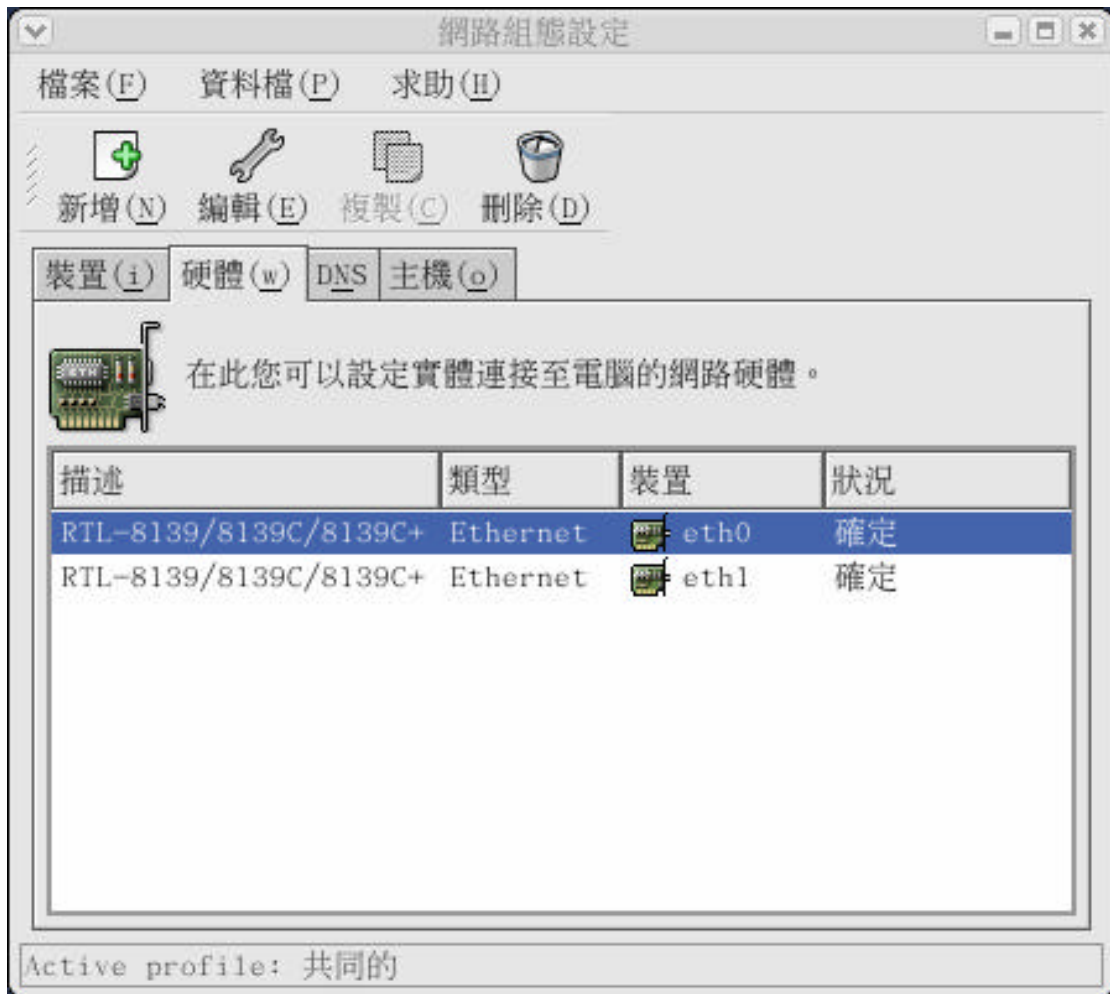 網路組態設定
檔案(F) 資料檔(P) 求助(H)
新增(N) 編輯(E) 複製(C) 刪除(D)
裝置(i) 硬體(w) DNS 主機(o)
在此您可以設定實體連接至電腦的網路硬體。
描述 類型 裝置 狀況
RTL-8139/8139C/8139C+ Ethernet eth0 確定
RTL-8139/8139C/8139C+ Ethernet eth1 確定
Active profile: 共同的